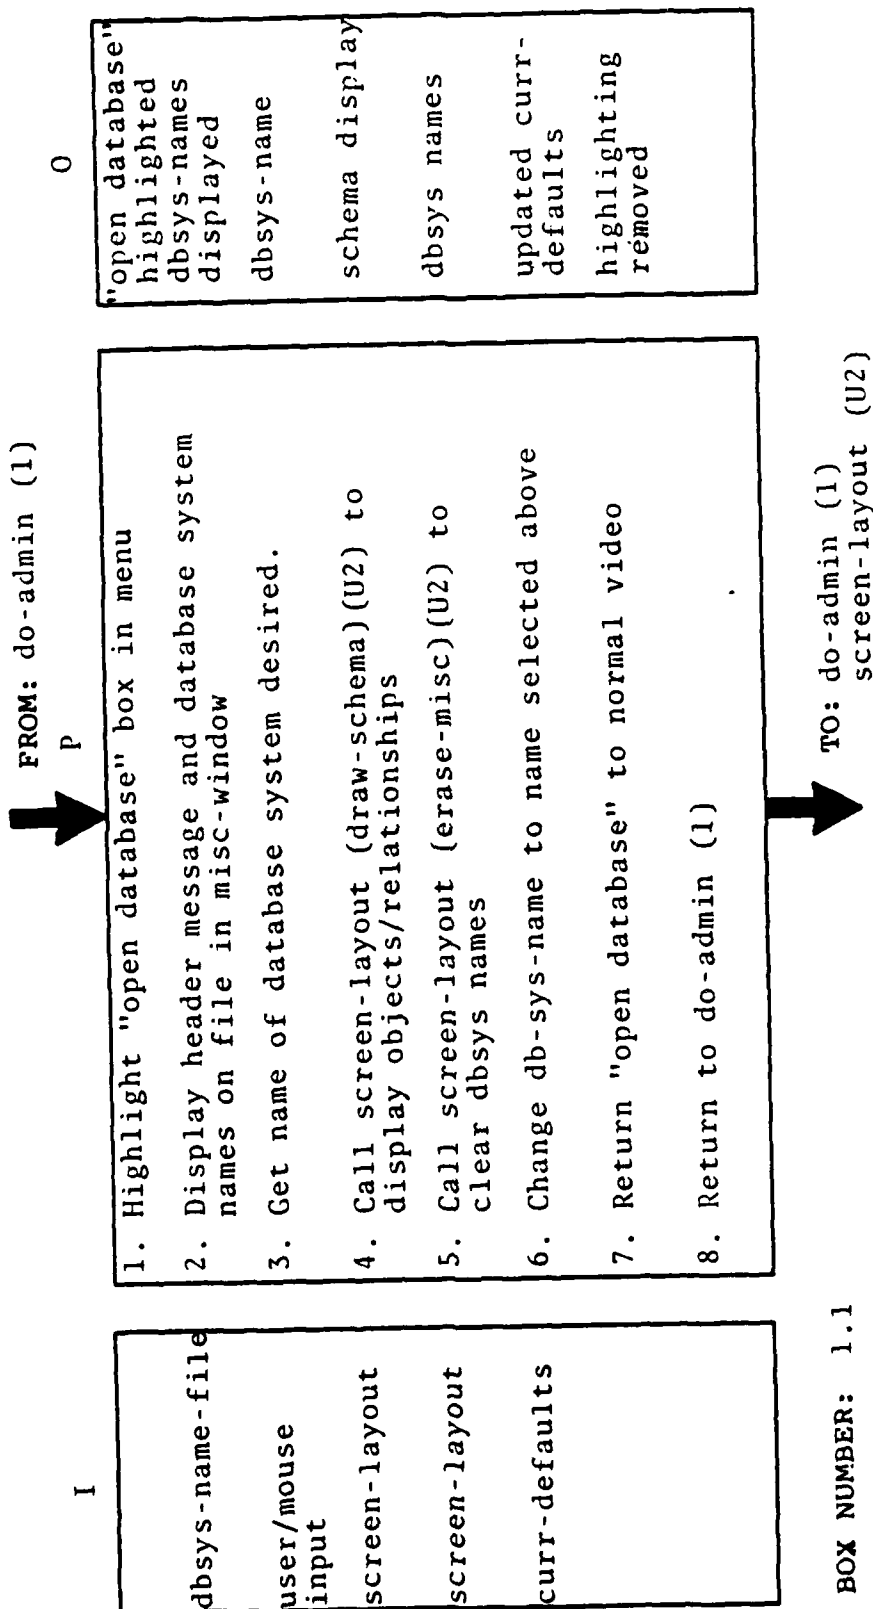 FROM: do-admin (1)
I
P
O
dbsys-name-file
user/mouse
input
screen-layout
screen-layout
curr-defaults
1. Highlight "open database" box in menu
2. Display header message and database system
names on file in misc-window
3. Get name of database system desired.
4. Call screen-layout (draw-schema)(U2) to
display objects/relationships
5. Call screen-layout (erase-misc)(U2) to
clear dbsys names
6. Change db-sys-name to name selected above
7. Return "open database" to normal video
8. Return to do-admin (1)
"open database"
highlighted
dbsys-names
displayed
dbsys-name
schema display
dbsys names
updated curr-
defaults
highlighting
removed
BOX NUMBER: 1.1
TO: do-admin (1)
screen-layout (U2)